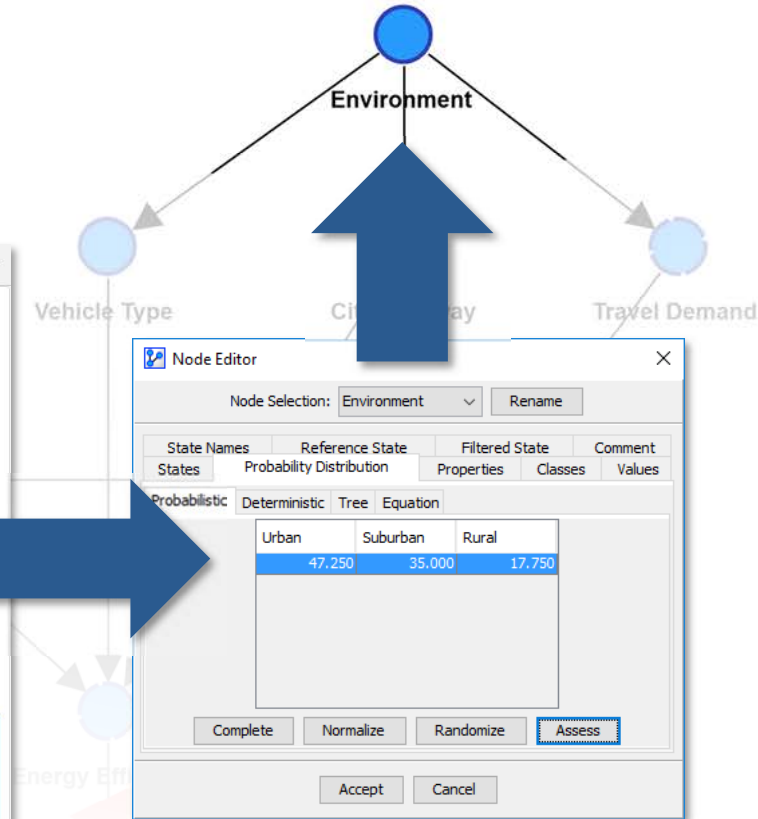 Environment
Vehicle Type
Travel Demand
Node Editor
Node Selection: Environment Rename
State Names Reference State Filtered State Comment
States Probability Distribution Properties Classes Values
Probabilistic Deterministic Tree Equation
Urban Suburban Rural
47.250 35.000 17.750
Complete Normalize Randomize Assess
Energy
Accept Cancel